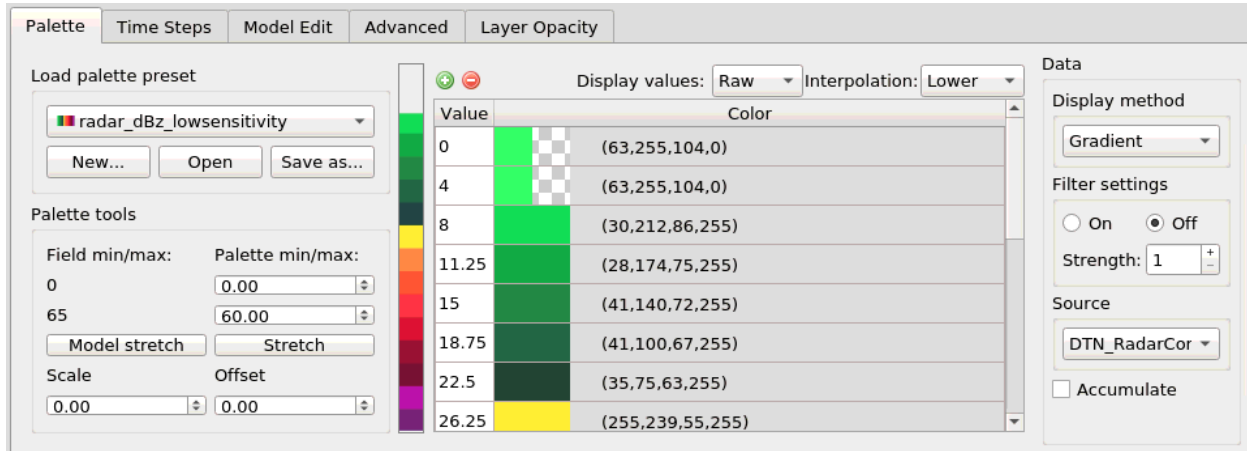 Palette
Time Steps
Model Edit
Advanced
Layer Opacity
Load palette preset
radar_dBz_lowsensitivity
New...
Open
Save as...
Palette tools
Field min/max:
Palette min/max:
0
0.00
65
60.00
Model stretch
Stretch
Scale
Offset
0.00
0.00
Display values:
Raw
Interpolation:
Lower
Value
Color
0
(63,255,104,0)
4
(63,255,104,0)
8
(30,212,86,255)
11.25
(28,174,75,255)
15
(41,140,72,255)
18.75
(41,100,67,255)
22.5
(35,75,63,255)
26.25
(255,239,55,255)
Data
Display method
Gradient
Filter settings
On
Off
Strength:
1
Source
DTN_RadarCor
Accumulate